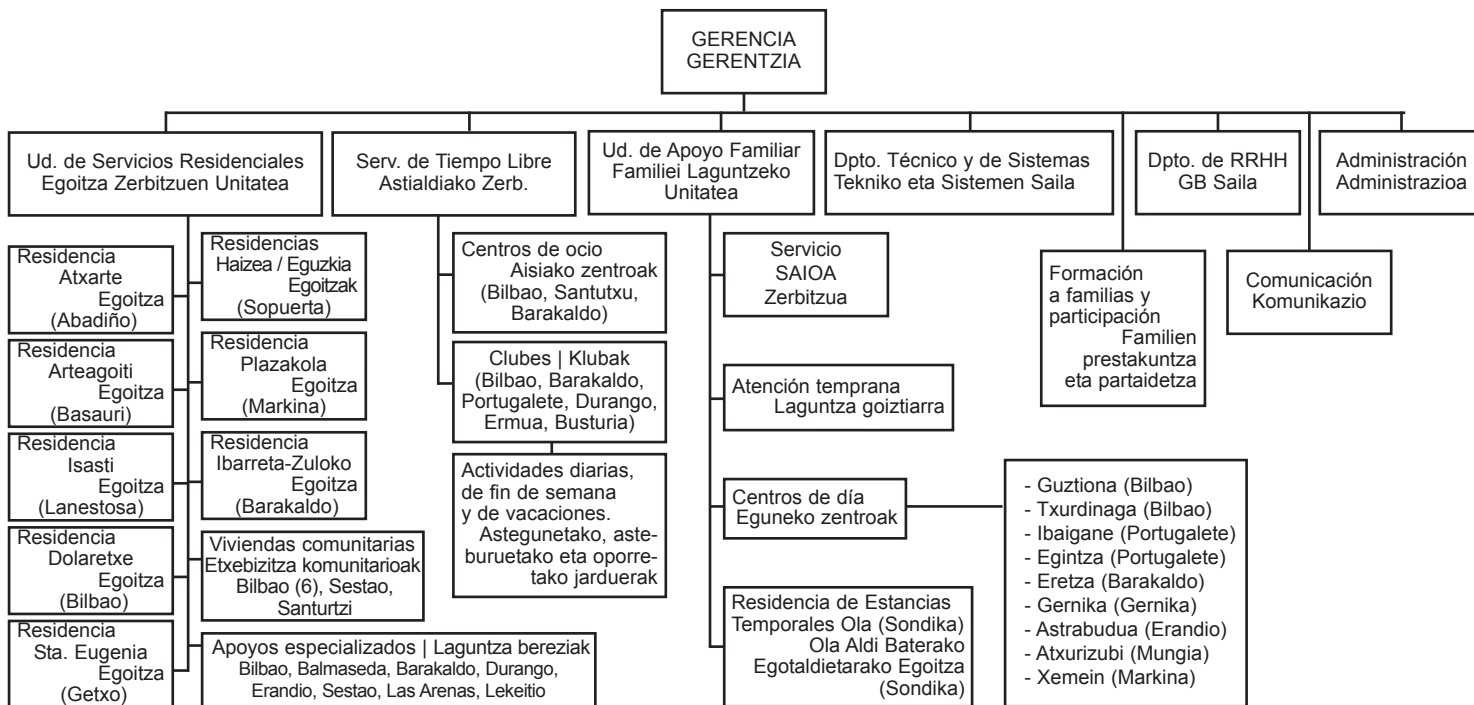 GERENCIA
GERENTZIA
Ud. de Servicios Residenciales
Egoitza Zerbitzuen Unitatea
Serv. de Tiempo Libre
Astialdiako Zerb.
Ud. de Apoyo Familiar
Familiei Laguntzeko
Unitatea
Dpto. Técnico y de Sistemas
Tekniko eta Sistemen Saila
Dpto. de RRHH
GB Saila
Administración
Administrazioa
Residencia
Atxarte
Egoitza
(Abadiño)
Residencias
Haizea / Eguzkia
Egoitzak
(Sopuerta)
Residencia
Arteagoiti
Egoitza
(Basauri)
Residencia
Plazakola
Egoitza
(Markina)
Residencia
Isasti
Egoitza
(Lanestosa)
Residencia
Ibarreta-Zuloko
Egoitza
(Barakaldo)
Residencia
Dolaretxe
Egoitza
(Bilbao)
Viviendas comunitarias
Etxebizitza komunitarioak
Bilbao (6), Sestao,
Santurtzi
Residencia
Sta. Eugenia
Egoitza
(Getxo)
Apoyos especializados | Laguntza bereziak
Bilbao, Balmaseda, Barakaldo, Durango,
Erandio, Sestao, Las Arenas, Lekeitio
Centros de ocio
Aisiako zentroak
(Bilbao, Santutxu,
Barakaldo)
Clubes | Klubak
(Bilbao, Barakaldo,
Portugalete, Durango,
Ermua, Busturia)
Actividades diarias,
de fin de semana
y de vacaciones.
Astegunetako, aste-
buruetako eta oporre-
tako jarduerak
Servicio
SAIOA
Zerbitzua
Atención temprana
Laguntza goiztiarra
Centros de día
Eguneko zentroak
Residencia de Estancias
Temporales Ola (Sondika)
Ola Aldi Baterako
Egotaldietarako Egoitza
(Sondika)
- Guztiona (Bilbao)
- Txurdinaga (Bilbao)
- Ibaigane (Portugalete)
- Egintza (Portugalete)
- Eretza (Barakaldo)
- Gernika (Gernika)
- Astrabudua (Erandio)
- Atxurizubi (Mungia)
- Xemein (Markina)
Formación
a familias y
participación
Familien
prestakuntza
eta partaidetza
Comunicación
Komunikazio